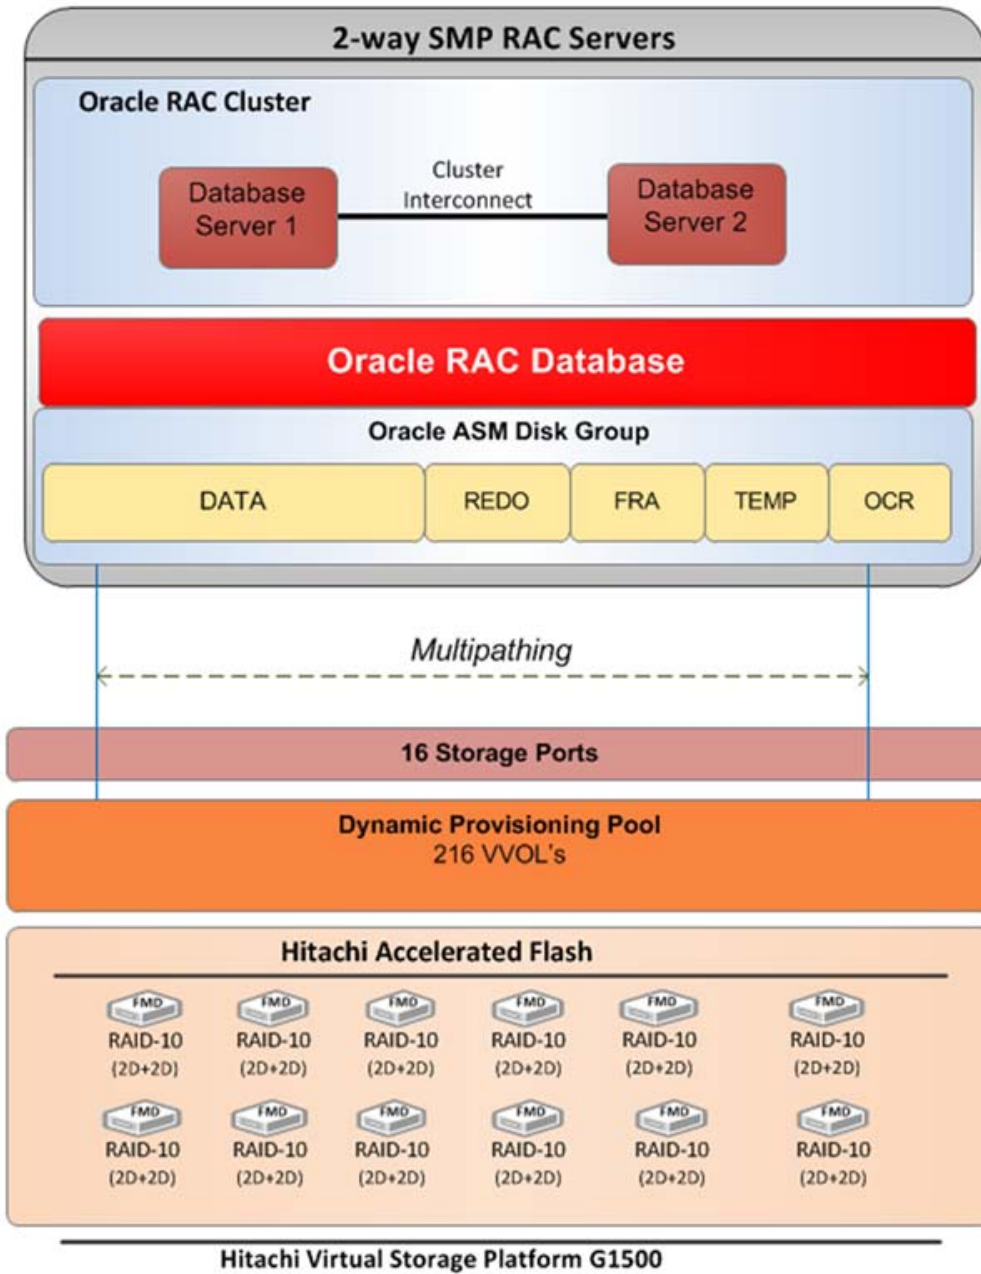 2-way SMP RAC Servers
Oracle RAC Cluster
Database
Server 1
Cluster
Interconnect
Database
Server 2
Oracle RAC Database
Oracle ASM Disk Group
DATA REDO FRA TEMP OCR
Multipathing
16 Storage Ports
Dynamic Provisioning Pool
216 VVOL's
Hitachi Accelerated Flash
FMD FMD FMD FMD FMD FMD
RAID-10 RAID-10 RAID-10 RAID-10 RAID-10 RAID-10
(2D+2D) (2D+2D) (2D+2D) (2D+2D) (2D+2D) (2D+2D)
FMD FMD FMD FMD FMD FMD
RAID-10 RAID-10 RAID-10 RAID-10 RAID-10 RAID-10
(2D+2D) (2D+2D) (2D+2D) (2D+2D) (2D+2D) (2D+2D)
Hitachi Virtual Storage Platform G1500